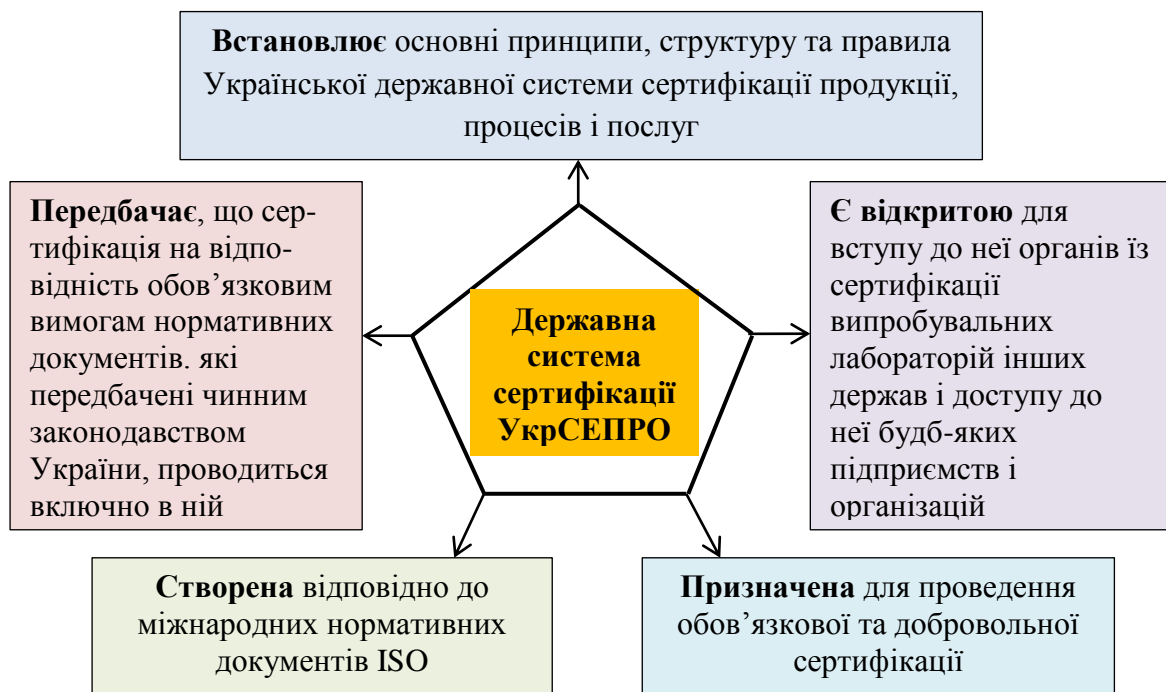 Встановлює основні принципи, структуру та правила
Української державної системи сертифікації продукції,
процесів і послуг
Передбачає, що сер-
тифікація на відпо-
відність обов’язковим
вимогам нормативних
документів. які
передбачені чинним
законодавством
України, проводиться
включно в ній
Державна
система
сертифікації
УкрСЕПРО
Є відкритою для
вступу до неї органів їз
сертифікації
випробувальних
лабораторій інших
держав і доступу до
неї будб-яких
підприємств і
організацій
Створена відповідно до
міжнародних нормативних
документів ISO
Призначена для проведення
обов’язкової та добровольної
сертифікації